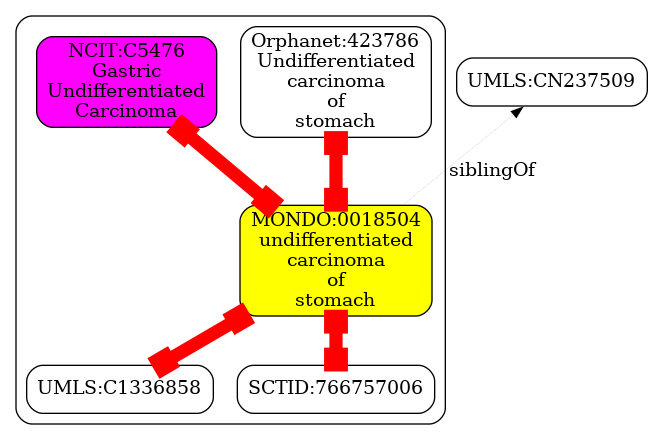 NCIT:C5476
Gastric
Undifferentiated
Carcinoma
Orphanet:423786
Undifferentiated
carcinoma
of
stomach
UMLS:CN237509
siblingOf
MONDO:0018504
undifferentiated
carcinoma
of
stomach
UMLS:C1336858
SCTID:766757006